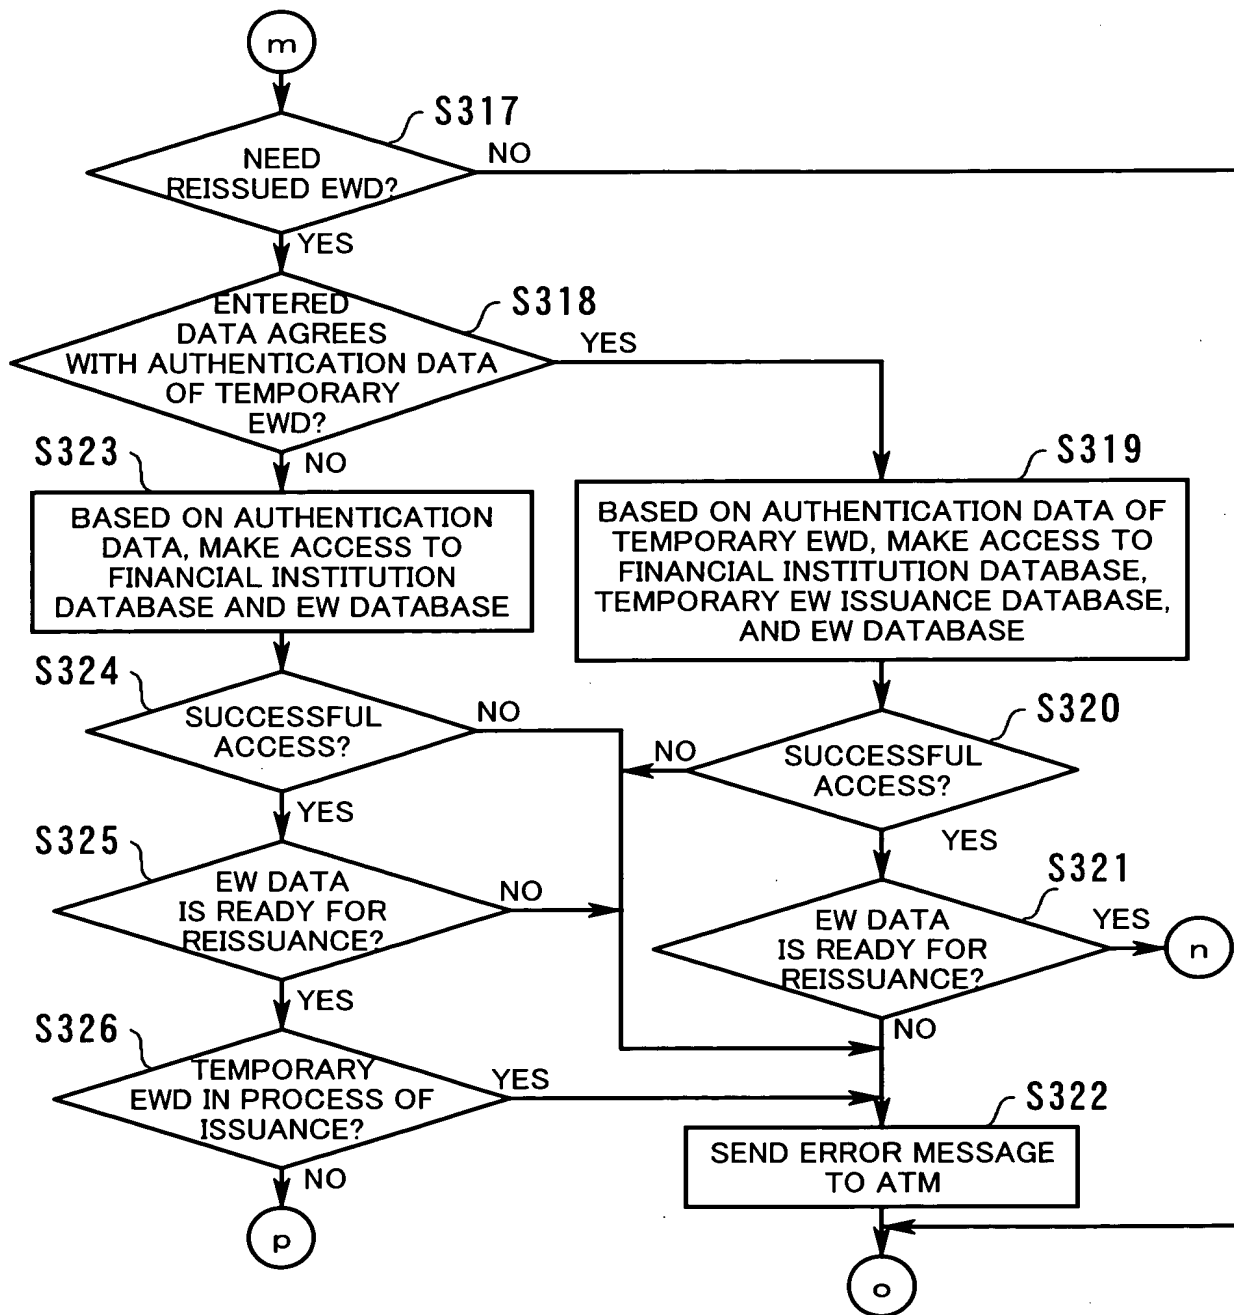 m
S317
NEED
REISSUED EWD?
NO
YES
S318
ENTERED
DATA AGREES
WITH AUTHENTICATION DATA
OF TEMPORARY
EWD?
YES
NO
S323
BASED ON AUTHENTICATION
DATA, MAKE ACCESS TO
FINANCIAL INSTITUTION
DATABASE AND EW DATABASE
S319
BASED ON AUTHENTICATION DATA OF
TEMPORARY EWD, MAKE ACCESS TO
FINANCIAL INSTITUTION DATABASE,
TEMPORARY EW ISSUANCE DATABASE,
AND EW DATABASE
S324
SUCCESSFUL
ACCESS?
NO
YES
S320
SUCCESSFUL
ACCESS?
NO
YES
S325
EW DATA
IS READY FOR
REISSUANCE?
NO
YES
S321
EW DATA
IS READY FOR
REISSUANCE?
YES
n
NO
S326
TEMPORARY
EWD IN PROCESS OF
ISSUANCE?
YES
NO
p
S322
SEND ERROR MESSAGE
TO ATM
o